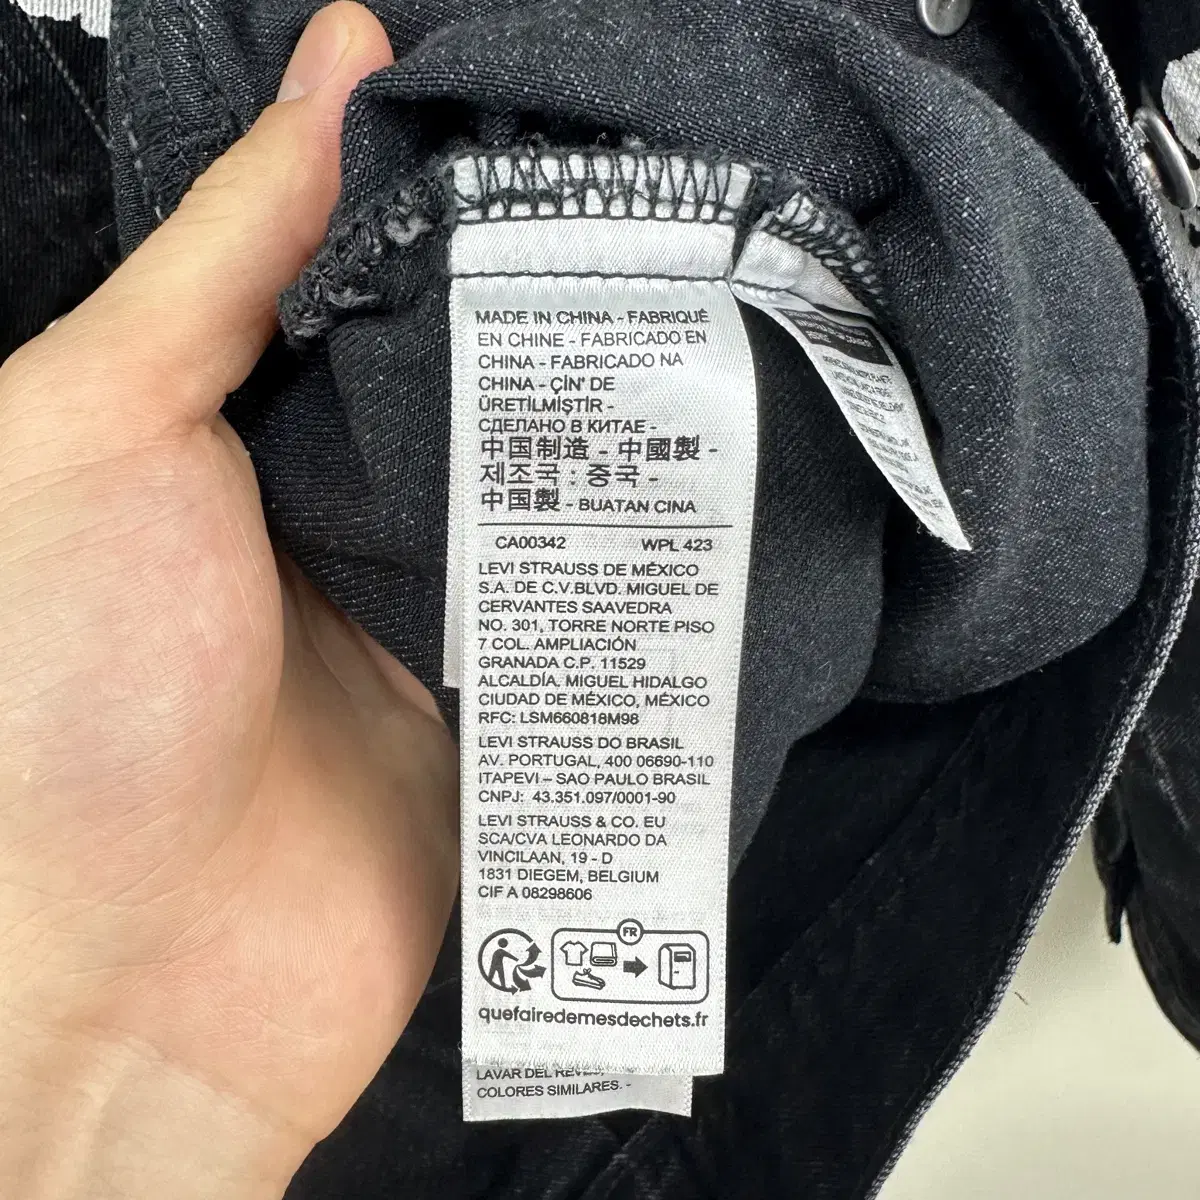 MADE IN CHINA - FABRIQUÉ
EN CHINE - FABRICADO EN
CHINA - FABRICADO NA
CHINA - ÇİN' DE
ÜRETİLMİŞTİR -
СДЕЛАНО В КИТАЕ -
中国制造 - 中國製 -
제조국 : 중국 -
中国製 - BUATAN CINA
CA00342 WPL 423
LEVI STRAUSS DE MÉXICO
S.A. DE C.V.BLVD. MIGUEL DE
CERVANTES SAAVEDRA
NO. 301, TORRE NORTE PISO
7 COL. AMPLIACIÓN
GRANADA C.P. 11529
ALCALDÍA. MIGUEL HIDALGO
CIUDAD DE MÉXICO, MÉXICO
RFC: LSM660818M98
LEVI STRAUSS DO BRASIL
AV. PORTUGAL, 400 06690-110
ITAPEVI – SAO PAULO BRASIL
CNPJ: 43.351.097/0001-90
LEVI STRAUSS & CO. EU
SCA/CVA LEONARDO DA
VINCILAAN, 19 - D
1831 DIEGEM, BELGIUM
CIF A 08298606
FR
quefairedemesdechets.fr
LAVAR DEL REVES,
COLORES SIMILARES. -